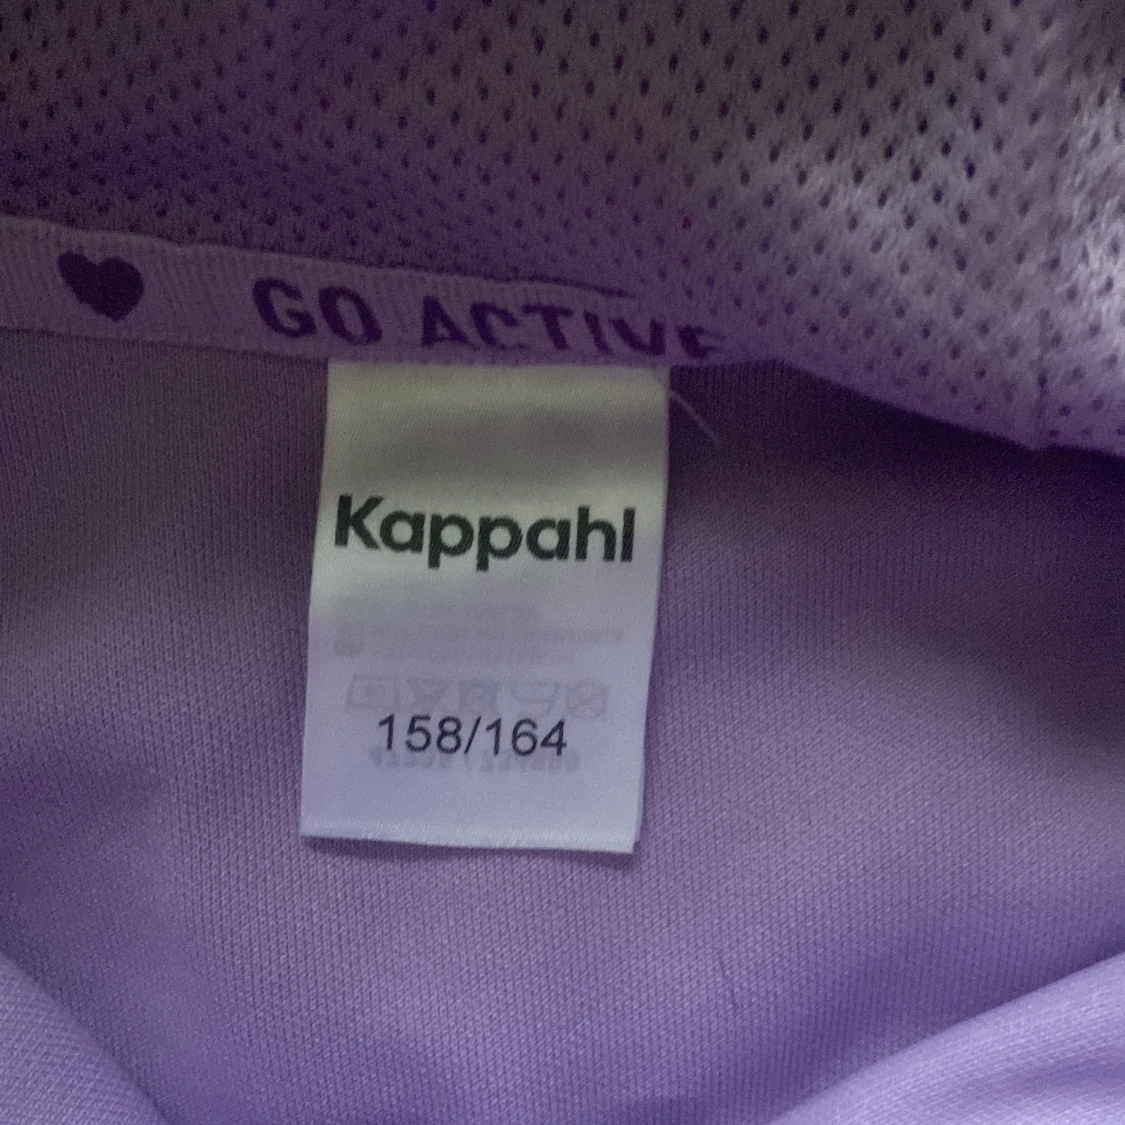 GO ACTIVE
Kappahl
158/164